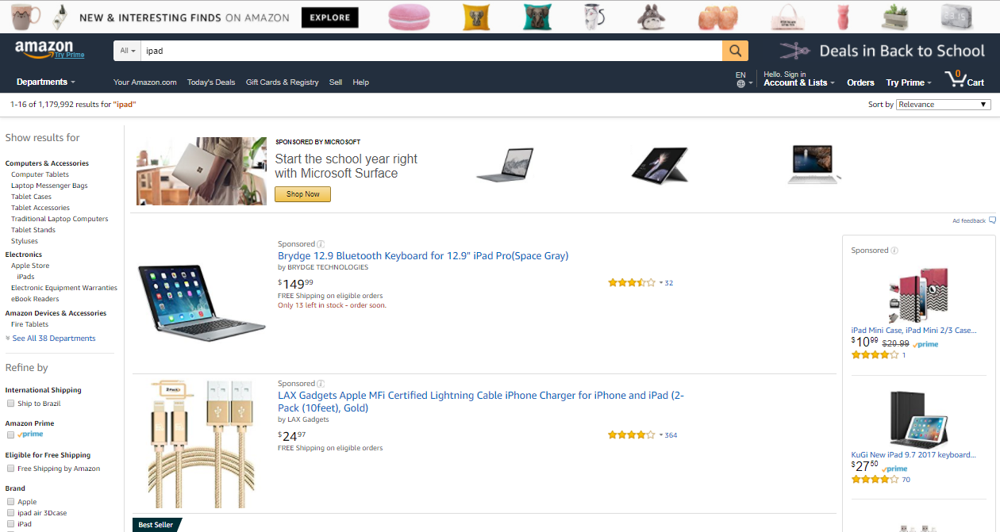 NEW & INTERESTING FINDS ON AMAZON EXPLORE
amazon
Try Prime
All ipad
Deals in Back to School
Departments
Your Amazon.com Today's Deals Gift Cards & Registry Sell Help
EN
Hello. Sign in
Account & Lists Orders Try Prime 0 Cart
1-16 of 1,179,992 results for "ipad"
Sort by Relevance
Show results for
Computers & Accessories
Computer Tablets
Laptop Messenger Bags
Tablet Cases
Tablet Accessories
Traditional Laptop Computers
Tablet Stands
Styluses
Electronics
Apple Store
iPads
Electronic Equipment Warranties
eBook Readers
Amazon Devices & Accessories
Fire Tablets
See All 38 Departments
Refine by
International Shipping
Ship to Brazil
Amazon Prime
prime
Eligible for Free Shipping
Free Shipping by Amazon
Brand
Apple
ipad air 3Dcase
iPad
SPONSORED BY MICROSOFT
Start the school year right
with Microsoft Surface
Shop Now
Ad feedback
Sponsored
Brydge 12.9 Bluetooth Keyboard for 12.9" iPad Pro(Space Gray)
by BRYDGE TECHNOLOGIES
$149 99
32
FREE Shipping on eligible orders
Only 13 left in stock - order soon.
Sponsored
LAX Gadgets Apple MFi Certified Lightning Cable iPhone Charger for iPhone and iPad (2-
Pack (10feet), Gold)
by LAX Gadgets
$24 97
364
FREE Shipping on eligible orders
Best Seller
Sponsored
iPad Mini Case, iPad Mini 2/3 Case...
$10 99 $20.99 prime
1
KuGi New iPad 9.7 2017 keyboard...
$27 50 prime
70